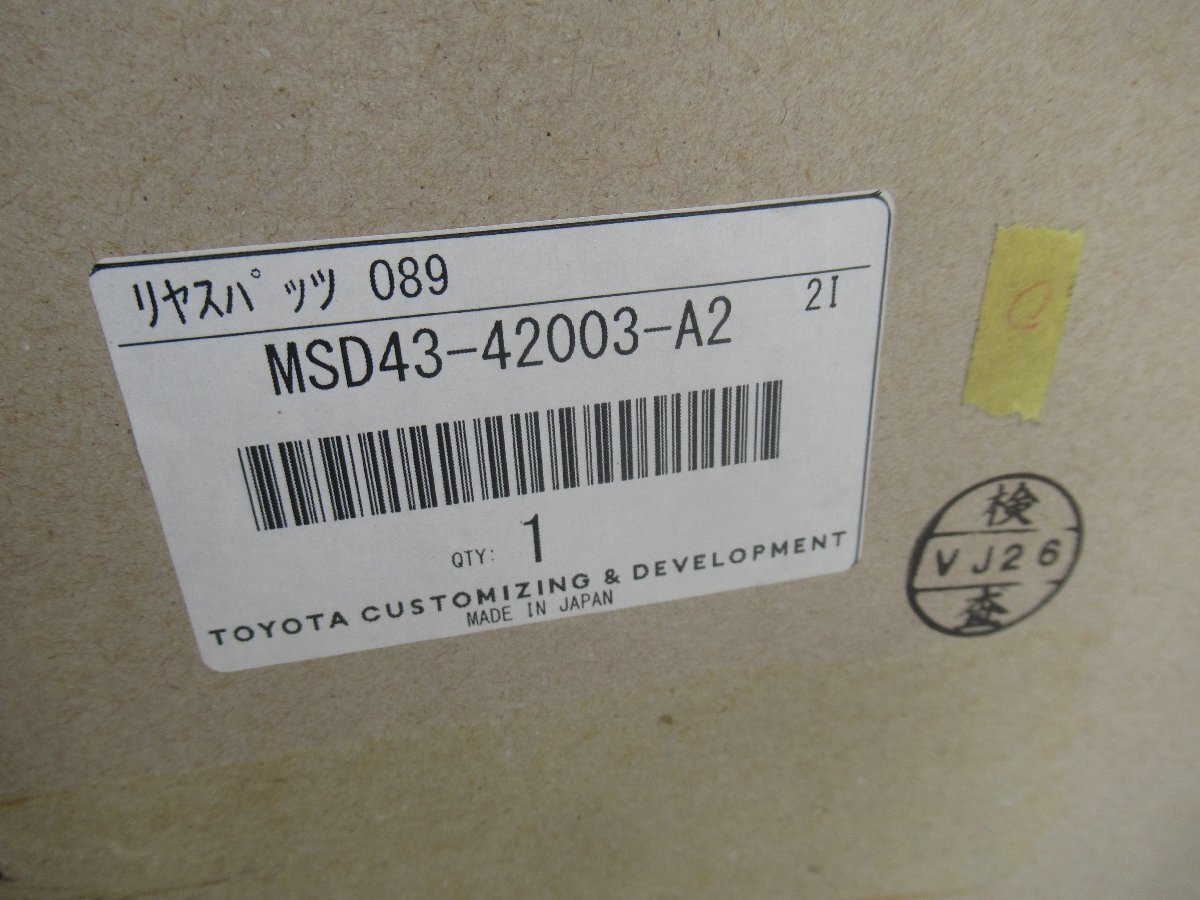 リヤスパッツ 089
2I
MSD43-42003-A2
QTY: 1
TOYOTA CUSTOMIZING & DEVELOPMENT
MADE IN JAPAN
検
VJ26
査